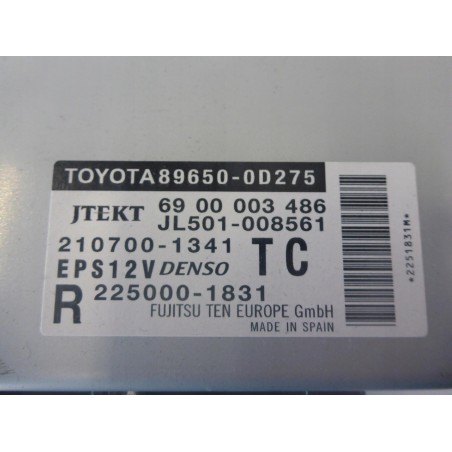 TOYOTA89650-0D275
JTEKT 69 00 003 486
JL501-008561
210700-1341 TC
EPS12V DENSO
R 225000-1831
FUJITSU TEN EUROPE GmbH
MADE IN SPAIN
*2251831M*